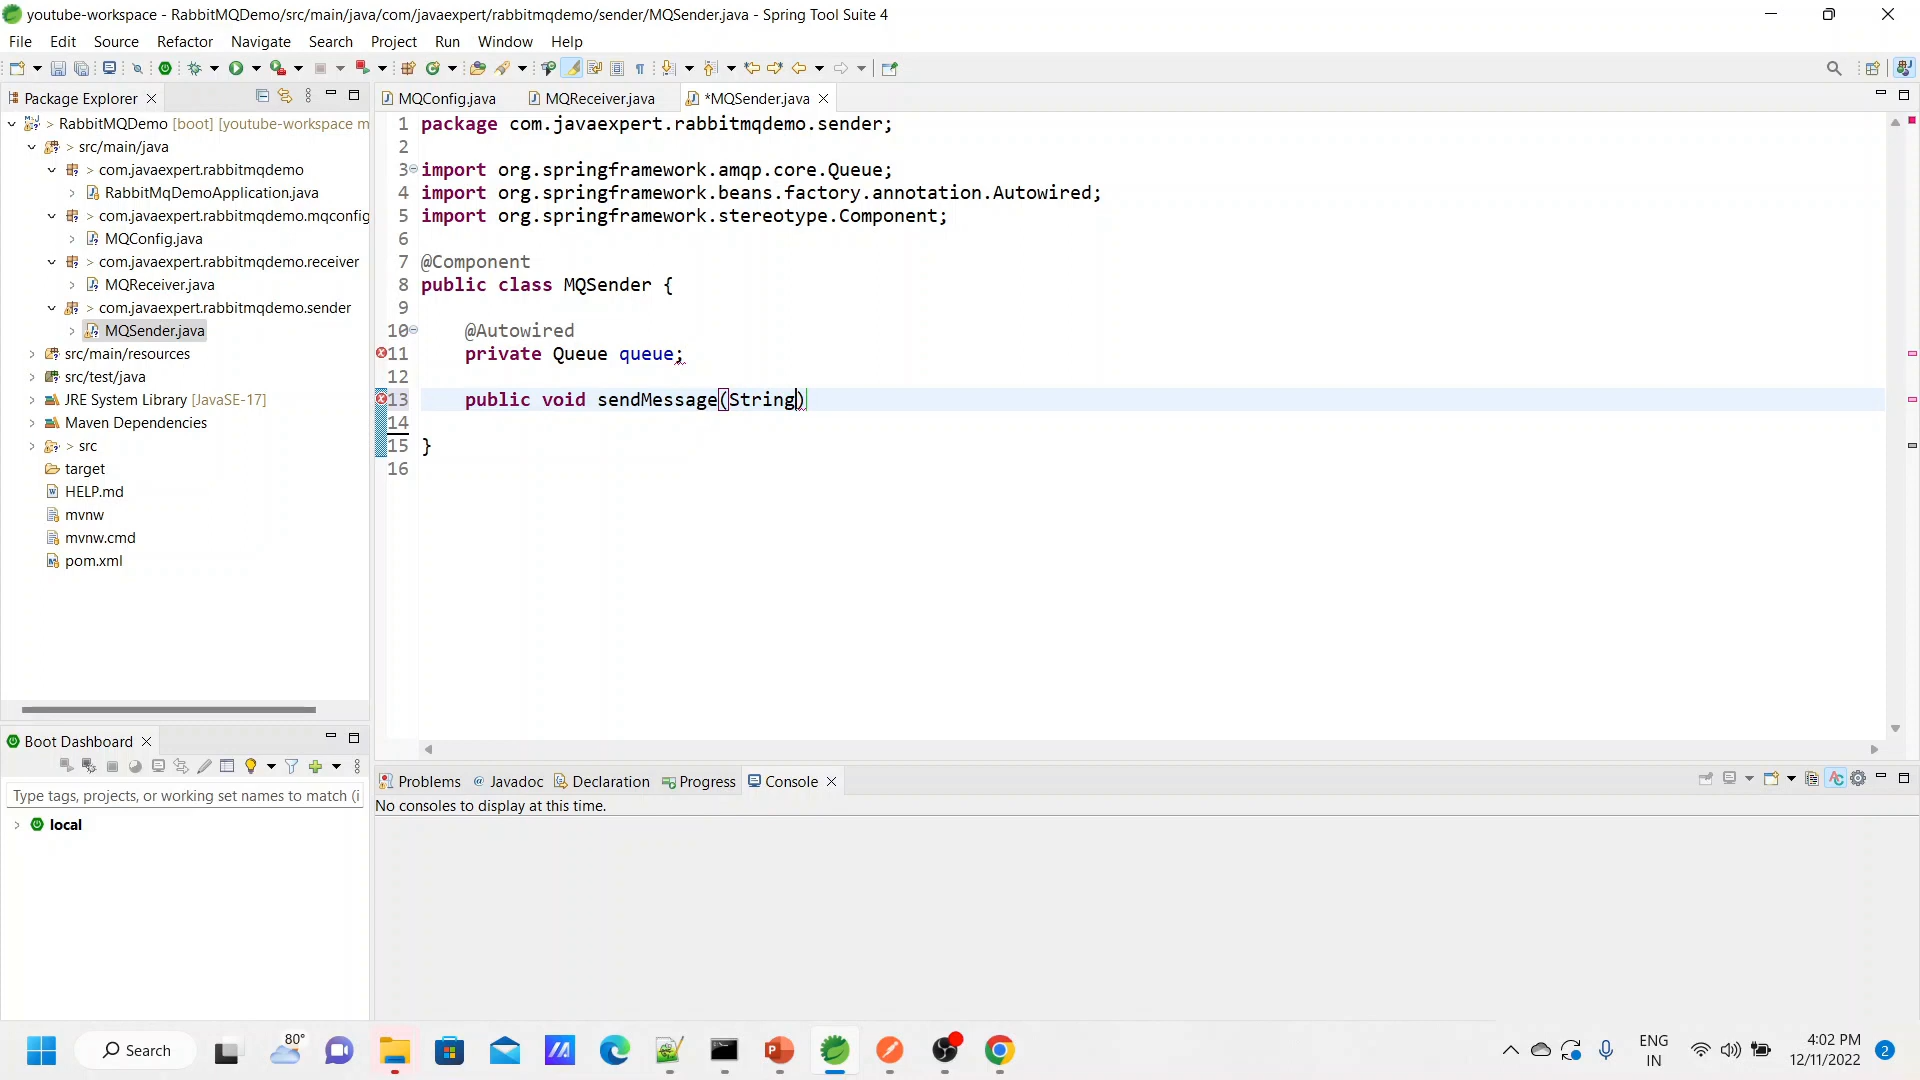 youtube-workspace - RabbitMQDemo/src/main/java/com/javaexpert/rabbitmqdemo/sender/MQSender.java - Spring Tool Suite 4
File Edit Source Refactor Navigate Search Project Run Window Help
Package Explorer
MQConfig.java MQReceiver.java *MQSender.java
> RabbitMQDemo [boot] [youtube-workspace m
> src/main/java
> com.javaexpert.rabbitmqdemo
RabbitMqDemoApplication.java
> com.javaexpert.rabbitmqdemo.mqconfig
MQConfig.java
> com.javaexpert.rabbitmqdemo.receiver
MQReceiver.java
> com.javaexpert.rabbitmqdemo.sender
MQSender.java
src/main/resources
src/test/java
JRE System Library [JavaSE-17]
Maven Dependencies
> src
target
HELP.md
mvnw
mvnw.cmd
pom.xml
1 package com.javaexpert.rabbitmqdemo.sender;
2
3 import org.springframework.amqp.core.Queue;
4 import org.springframework.beans.factory.annotation.Autowired;
5 import org.springframework.stereotype.Component;
6
7 @Component
8 public class MQSender {
9
10 @Autowired
11 private Queue queue;
12
13 public void sendMessage(String)
14
15 }
16
Boot Dashboard
Type tags, projects, or working set names to match (i
local
Problems Javadoc Declaration Progress Console
No consoles to display at this time.
80°
Search
ENG
IN
4:02 PM
12/11/2022
2